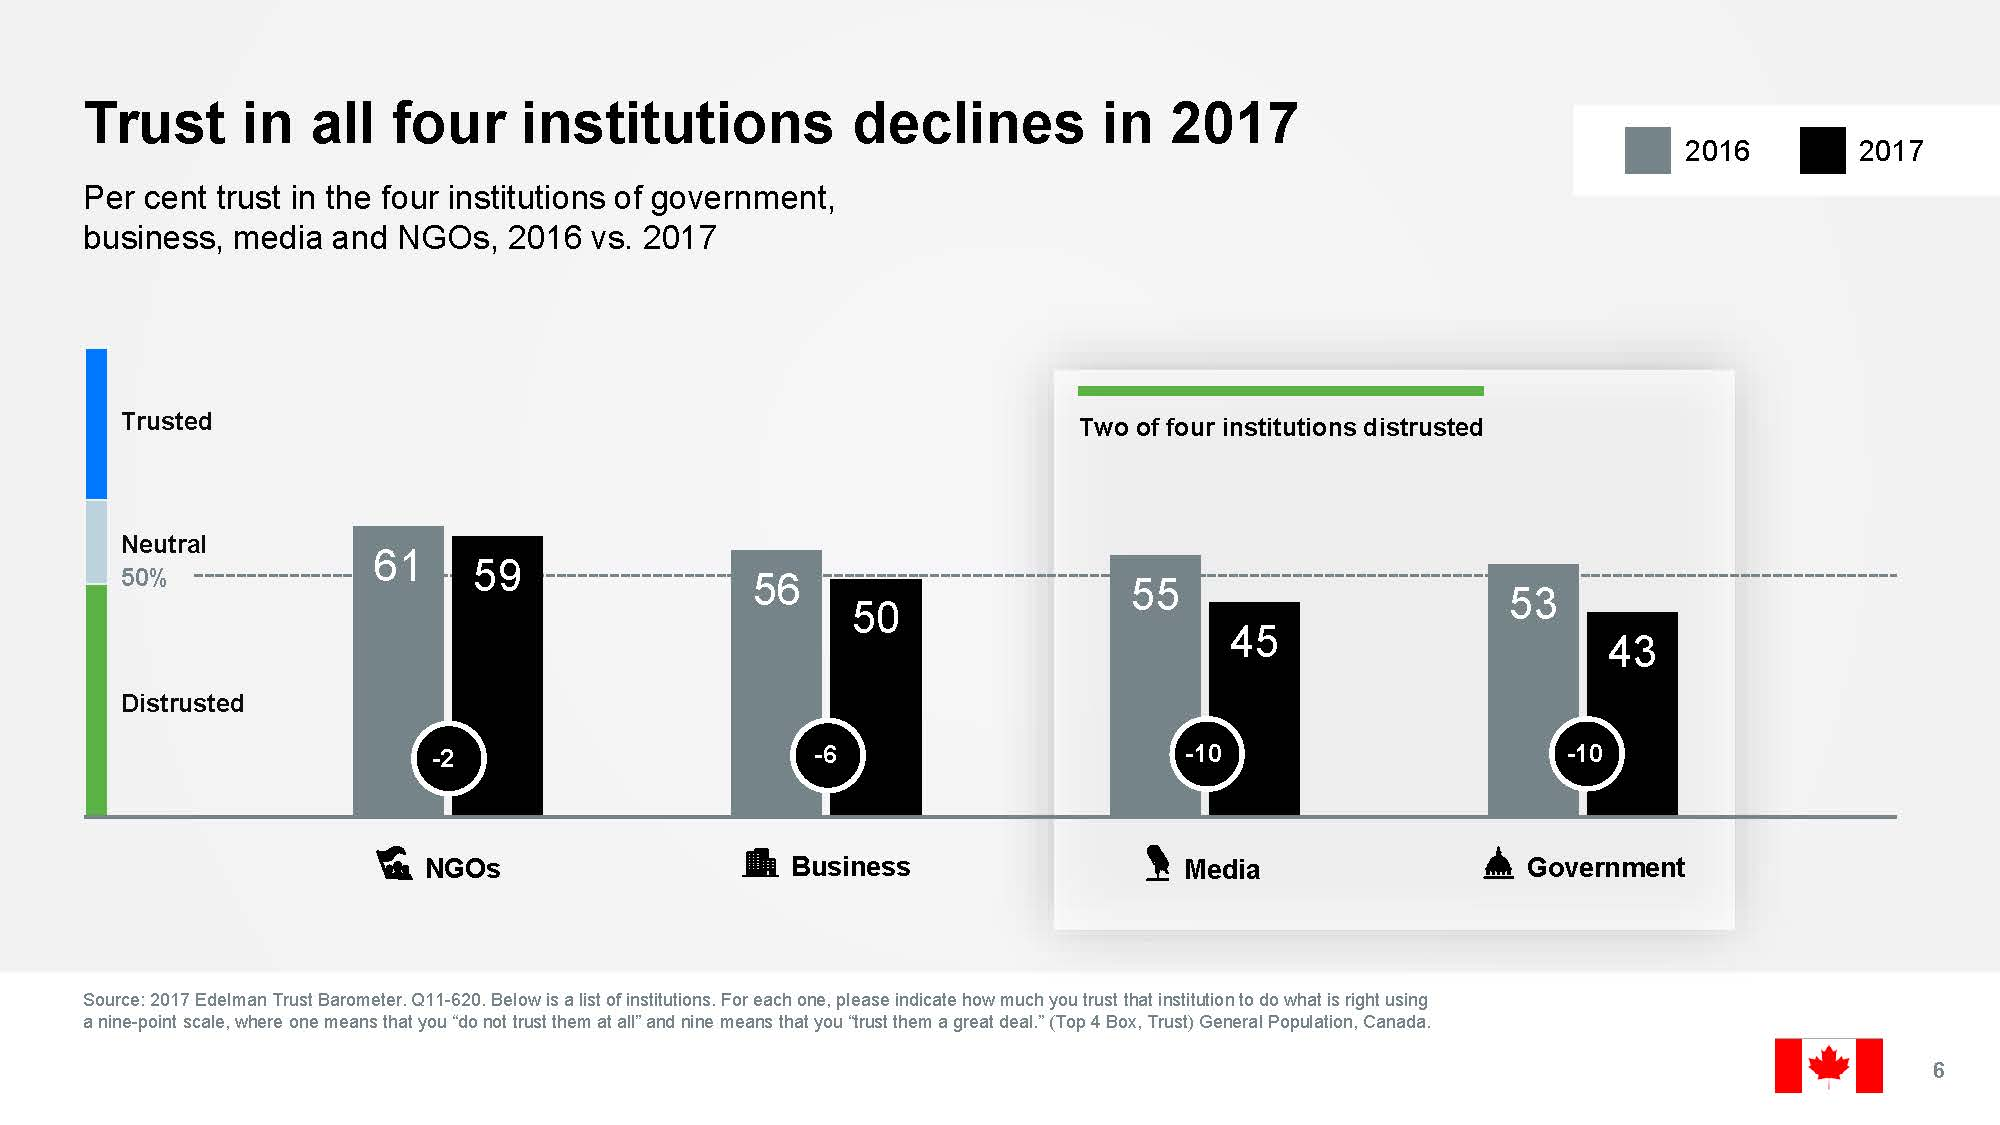 Trust in all four institutions declines in 2017
Per cent trust in the four institutions of government,
business, media and NGOs, 2016 vs. 2017
2016
2017
Trusted
Neutral
50%
Distrusted
Two of four institutions distrusted
61
59
56
50
55
45
53
43
-2
-6
-10
-10
NGOs
Business
Media
Government
Source: 2017 Edelman Trust Barometer. Q11-620. Below is a list of institutions. For each one, please indicate how much you trust that institution to do what is right using
a nine-point scale, where one means that you “do not trust them at all” and nine means that you “trust them a great deal.” (Top 4 Box, Trust) General Population, Canada.
6